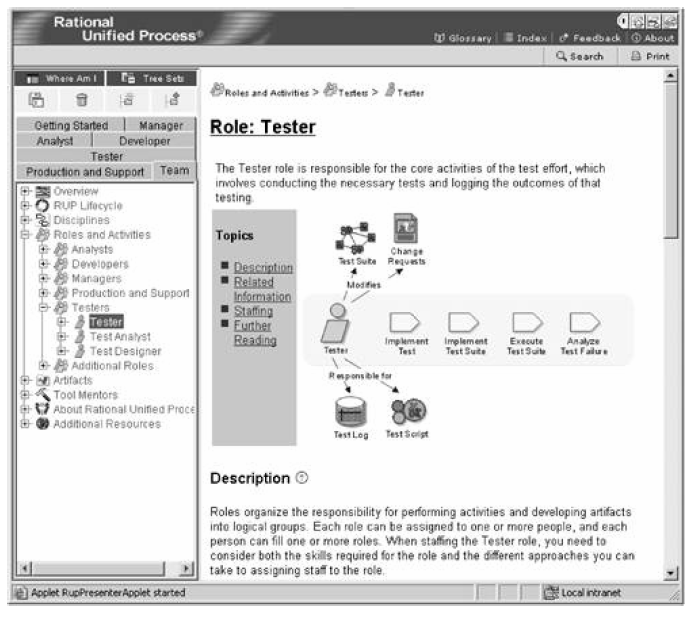 Rational
Unified Process®
Glossary | Index | Feedback | About
Search | Print
Where Am I
Tree Sets
Getting Started
Manager
Analyst
Developer
Tester
Production and Support
Team
Overview
RUP Lifecycle
Disciplines
Roles and Activities
Analysts
Developers
Managers
Production and Support
Testers
Tester
Test Analyst
Test Designer
Additional Roles
Artifacts
Tool Mentors
About Rational Unified Proce
Additional Resources
Roles and Activities > Testers > Tester
Role: Tester
The Tester role is responsible for the core activities of the test effort, which
involves conducting the necessary tests and logging the outcomes of that
testing.
Topics
Description
Related
Information
Staffing
Further
Reading
Test Suite
Change
Requests
Modifies
Tester
Implement
Test
Implement
Test Suite
Execute
Test Suite
Analyze
Test Failure
Responsible for
Test Log
Test Script
Description
Roles organize the responsibility for performing activities and developing artifacts
into logical groups. Each role can be assigned to one or more people, and each
person can fill one or more roles. When staffing the Tester role, you need to
consider both the skills required for the role and the different approaches you can
take to assigning staff to the role.
Applet RupPresenterApplet started
Local intranet